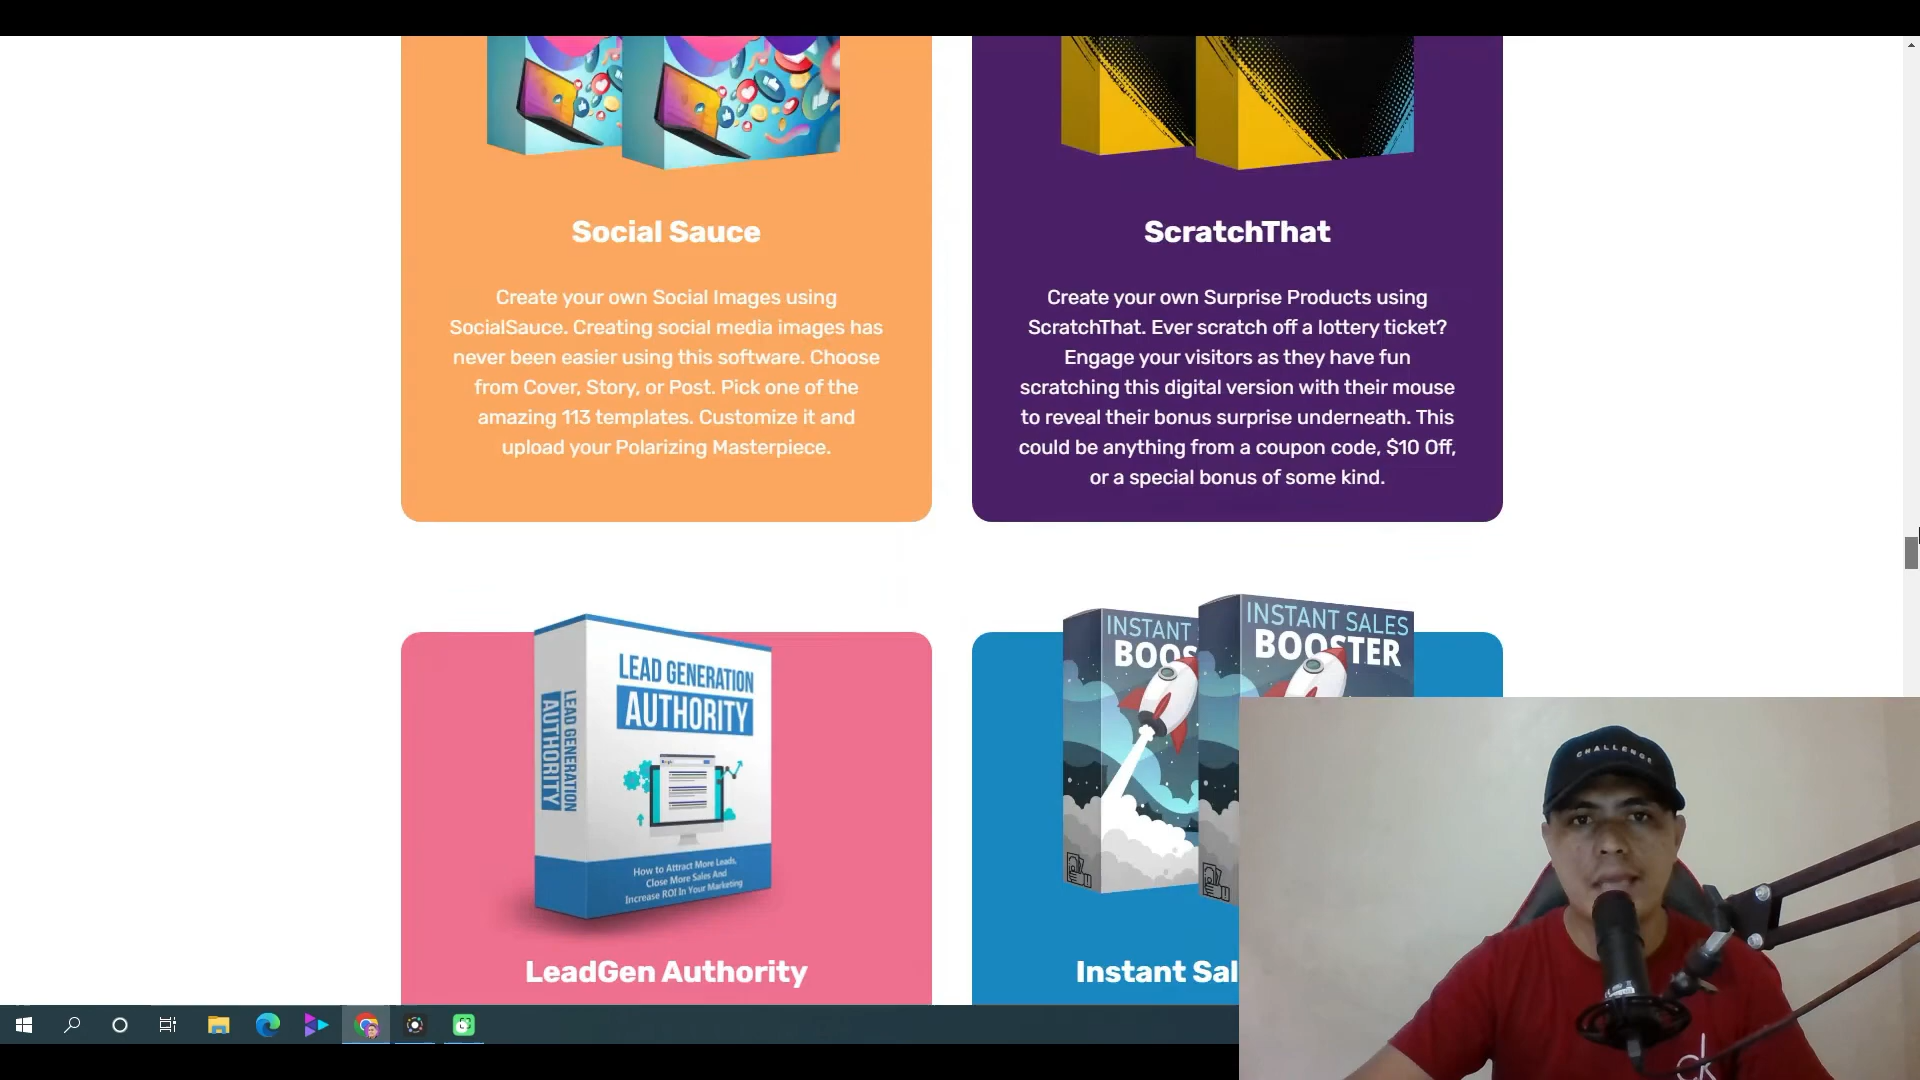 Social Sauce
Create your own Social Images using
SocialSauce. Creating social media images has
never been easier using this software. Choose
from Cover, Story, or Post. Pick one of the
amazing 113 templates. Customize it and
upload your Polarizing Masterpiece.
ScratchThat
Create your own Surprise Products using
ScratchThat. Ever scratch off a lottery ticket?
Engage your visitors as they have fun
scratching this digital version with their mouse
to reveal their bonus surprise underneath. This
could be anything from a coupon code, $10 Off,
or a special bonus of some kind.
LEAD GENERATION
AUTHORITY
LEAD GENERATION
AUTHORITY
How to Attract More Leads,
Close More Sales And
Increase ROI In Your Marketing
LeadGen Authority
INSTANT
BOOS
INSTANT SALES
BOOSTER
Instant Sal
CHALLENGE
ck